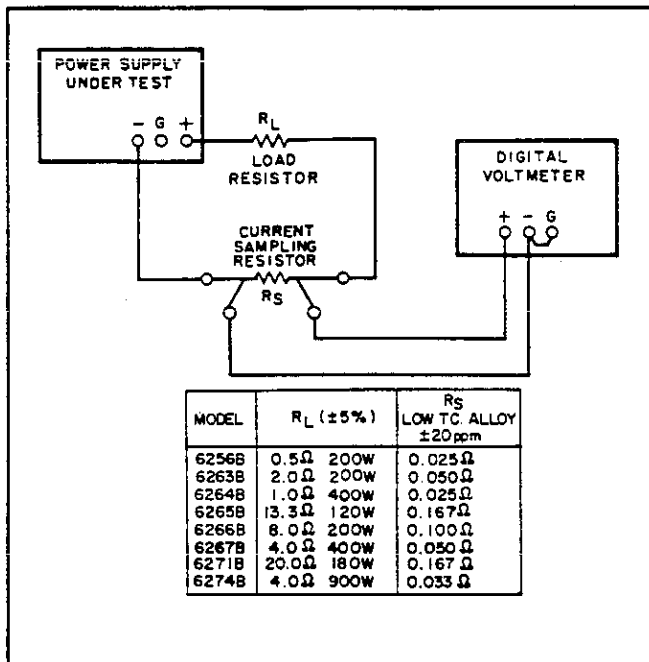 POWER SUPPLY
UNDER TEST
- G +
RL
LOAD
RESISTOR
DIGITAL
VOLTMETER
+ - G
CURRENT
SAMPLING
RESISTOR
RS
MODEL RL (±5%) RS LOW TC. ALLOY ±20ppm
6256B 0.5Ω 200W 0.025Ω
6263B 2.0Ω 200W 0.050Ω
6264B 1.0Ω 400W 0.025Ω
6265B 13.3Ω 120W 0.167Ω
6266B 8.0Ω 200W 0.100Ω
6267B 4.0Ω 400W 0.050Ω
6271B 20.0Ω 180W 0.167Ω
6274B 4.0Ω 900W 0.033Ω